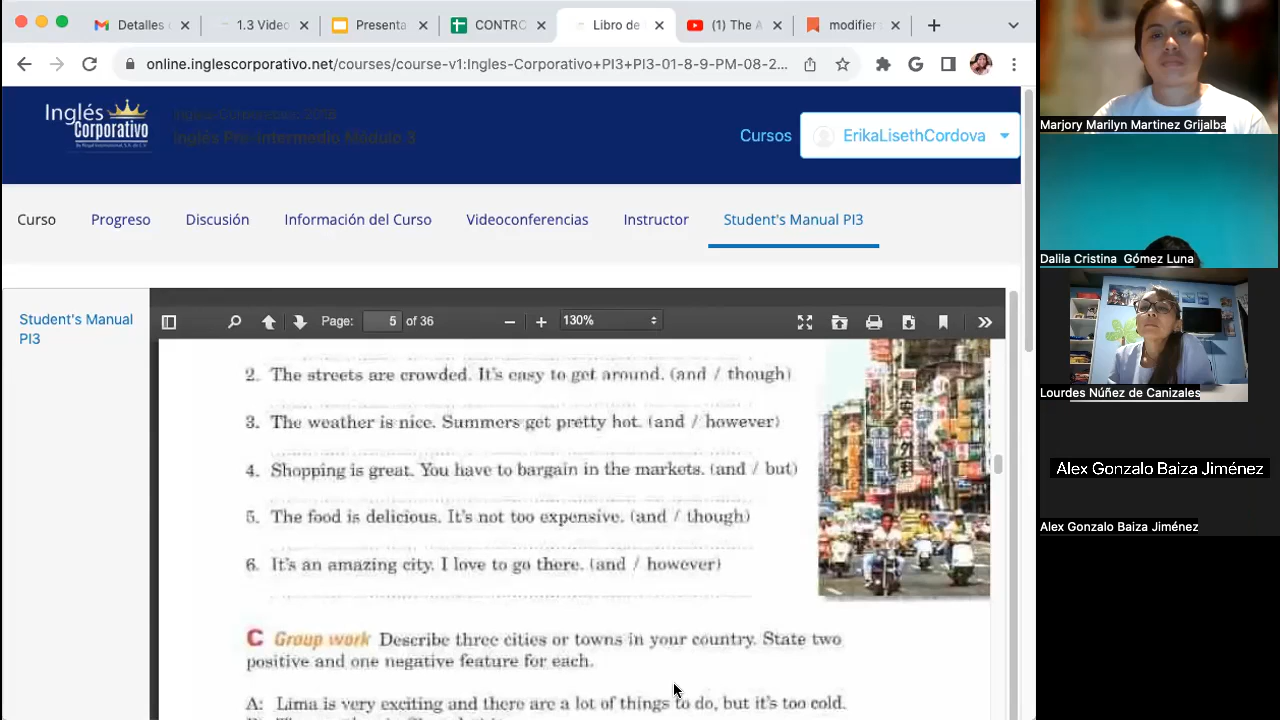 Detalles
1.3 Video
Presenta
CONTRO
Libro de
(1) The A
modifier
online.inglescorporativo.net/courses/course-v1:Ingles-Corporativo+PI3+PI3-01-8-9-PM-08-2...
Inglés
Corporativo
Inglés Corporativo 2018
Inglés Pre-Intermedio Módulo 3
Cursos
ErikaLisethCordova
Curso
Progreso
Discusión
Información del Curso
Videoconferencias
Instructor
Student's Manual PI3
Student's Manual
PI3
Page: 5 of 36
130%
2. The streets are crowded. It's easy to get around. (and / though)
3. The weather is nice. Summers get pretty hot. (and / however)
4. Shopping is great. You have to bargain in the markets. (and / but)
5. The food is delicious. It's not too expensive. (and / though)
6. It's an amazing city. I love to go there. (and / however)
C Group work Describe three cities or towns in your country. State two
positive and one negative feature for each.
A: Lima is very exciting and there are a lot of things to do, but it's too cold.
Marjory Marilyn Martinez Grijalba
Dalila Cristina Gómez Luna
Lourdes Núñez de Canizales
Alex Gonzalo Baiza Jiménez
Alex Gonzalo Baiza Jiménez